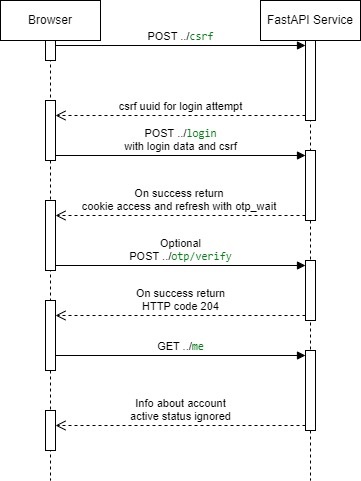 Browser
FastAPI Service
POST ../csrf
csrf uuid for login attempt
POST ../login
with login data and csrf
On success return
cookie access and refresh with otp_wait
Optional
POST ../otp/verify
On success return
HTTP code 204
GET ../me
Info about account
active status ignored